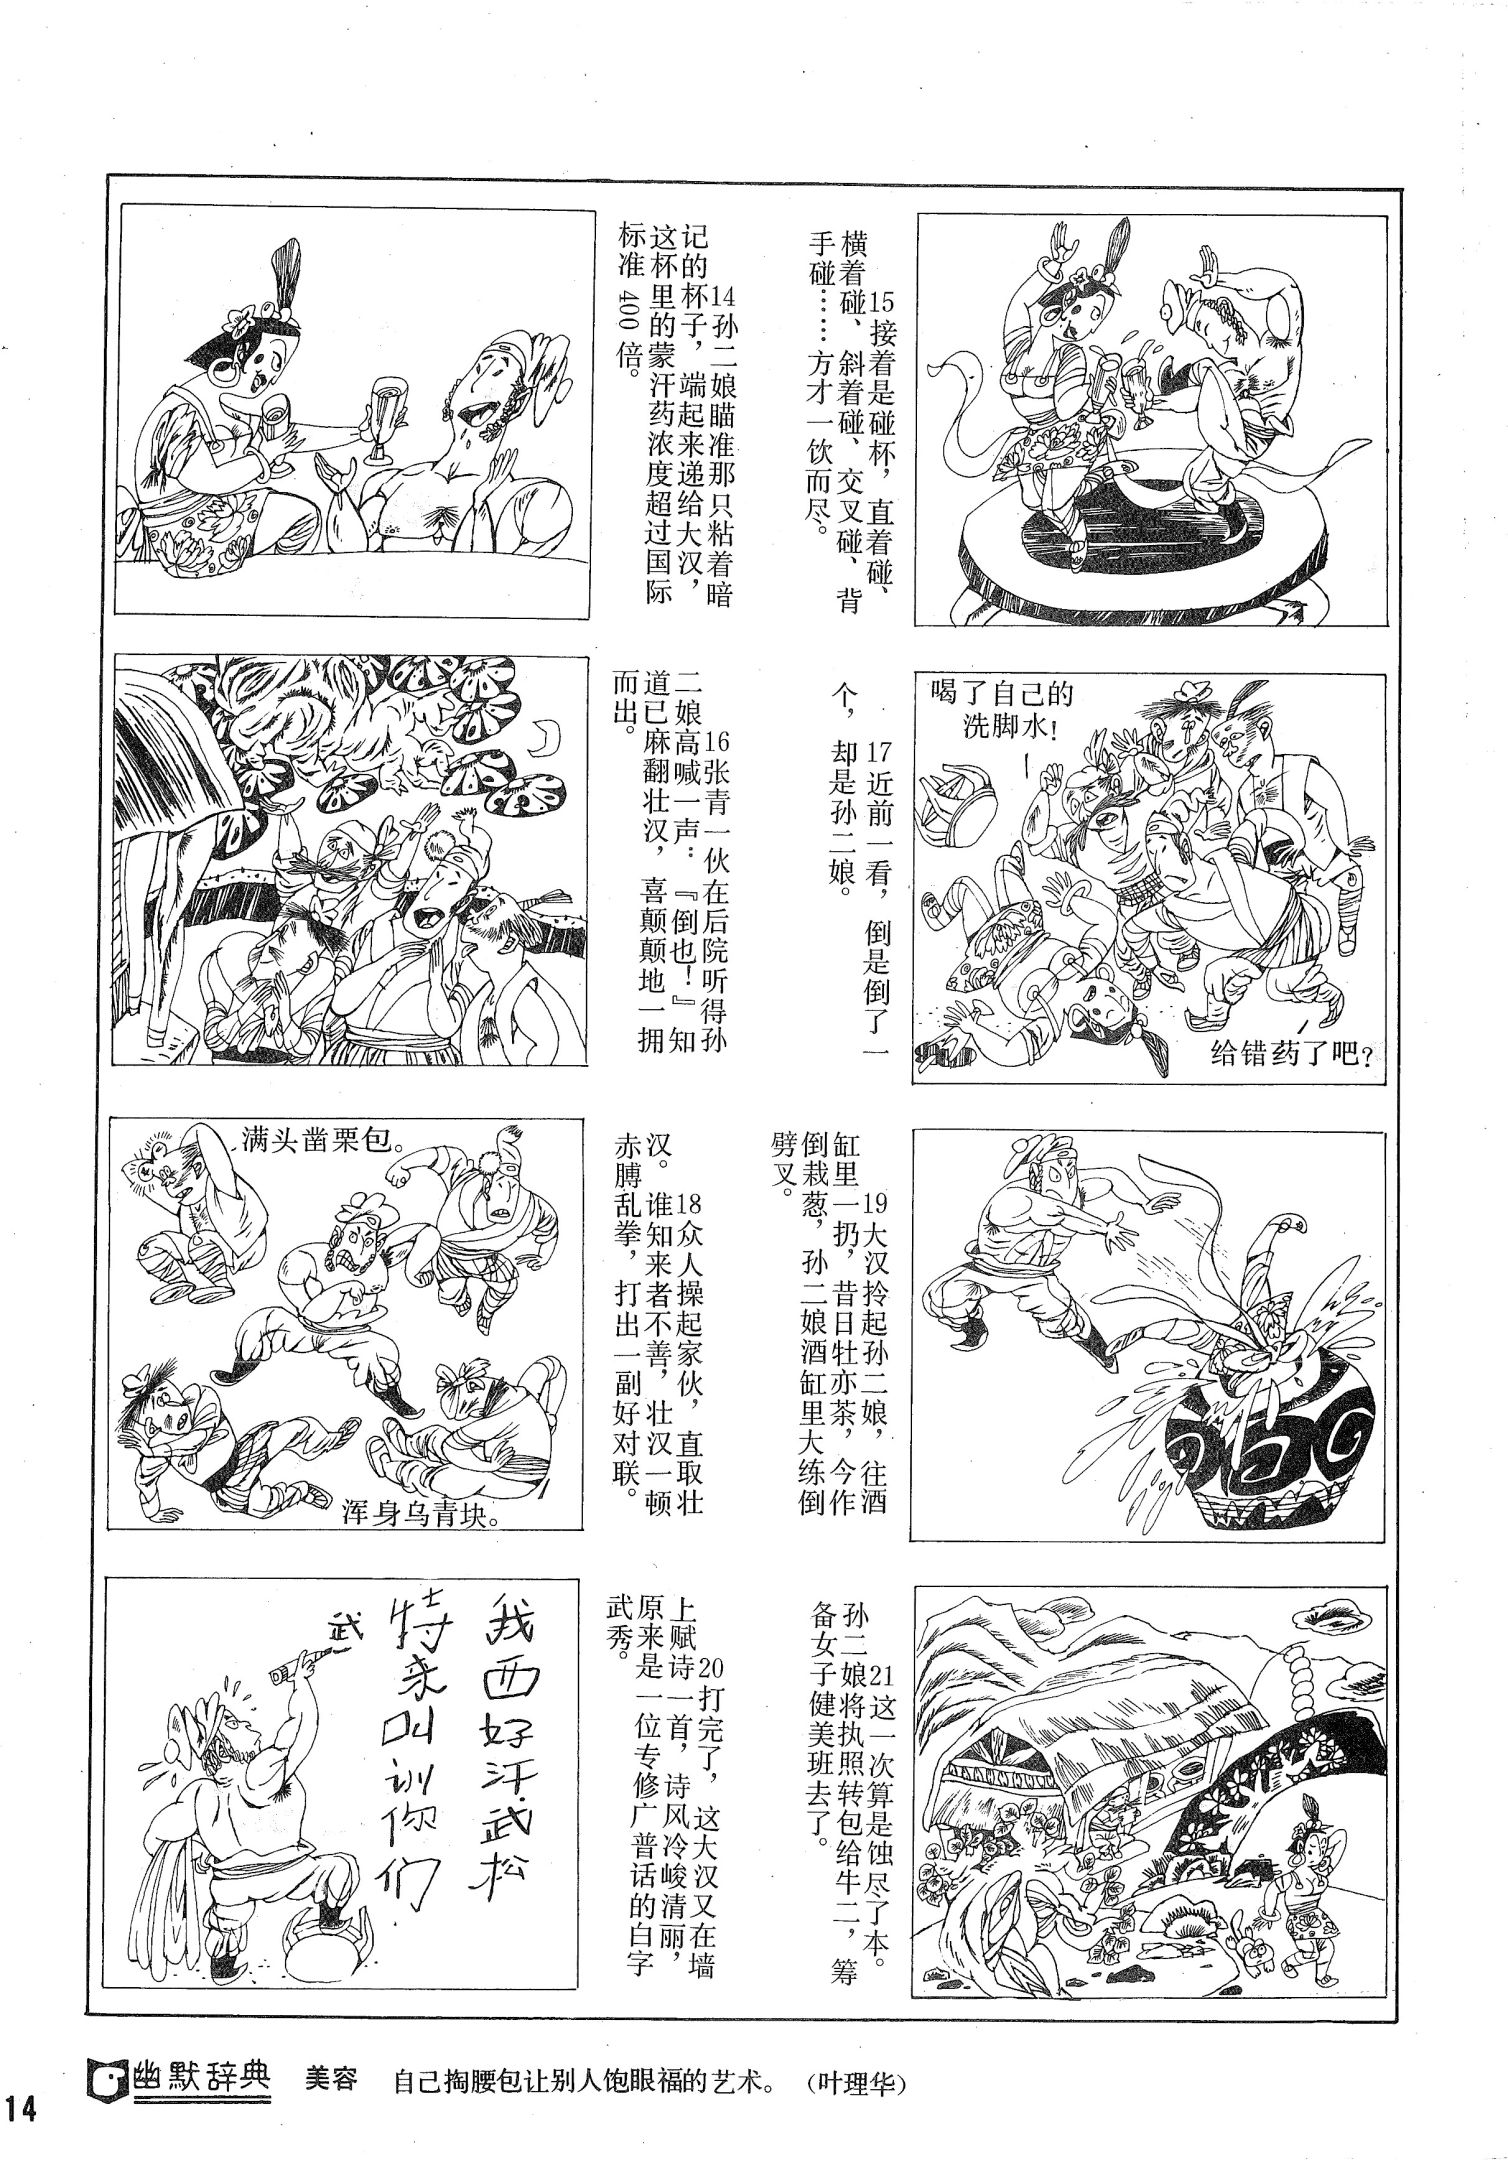 14孙二娘瞄准那只粘着暗
记的杯子，端起来递给大汉，
这杯里的蒙汗药浓度超过国际
标准400倍。
15接着是碰杯，直着碰、
横着碰、斜着碰、交叉碰、背
手碰……方才一饮而尽。
16张青一伙在后院听得孙
二娘高喊一声：『倒也！』知
道已麻翻壮汉，喜颠颠地一拥
而出。
17近前一看，倒是倒了一
个，却是孙二娘。
喝了自己的
洗脚水！
给错药了吧？
18众人操起家伙，直取壮
汉。谁知来者不善，壮汉一顿
赤膊乱拳，打出一副好对联。
满头凿栗包。
浑身乌青块。
19大汉拎起孙二娘，往酒
缸里一扔，昔日牡亦荼，今作
倒栽葱，孙二娘酒缸里大练倒
劈叉。
20打完了，这大汉又在墙
上赋诗一首，诗风冷峻清丽，
原来是一位专修广普话的白字
武秀。
我西好汗武松
特来叫训你们
武
21这一次算是蚀尽了本。
孙二娘将执照转包给牛二，筹
备女子健美班去了。
幽默辞典 美容 自己掏腰包让别人饱眼福的艺术。（叶理华）
14